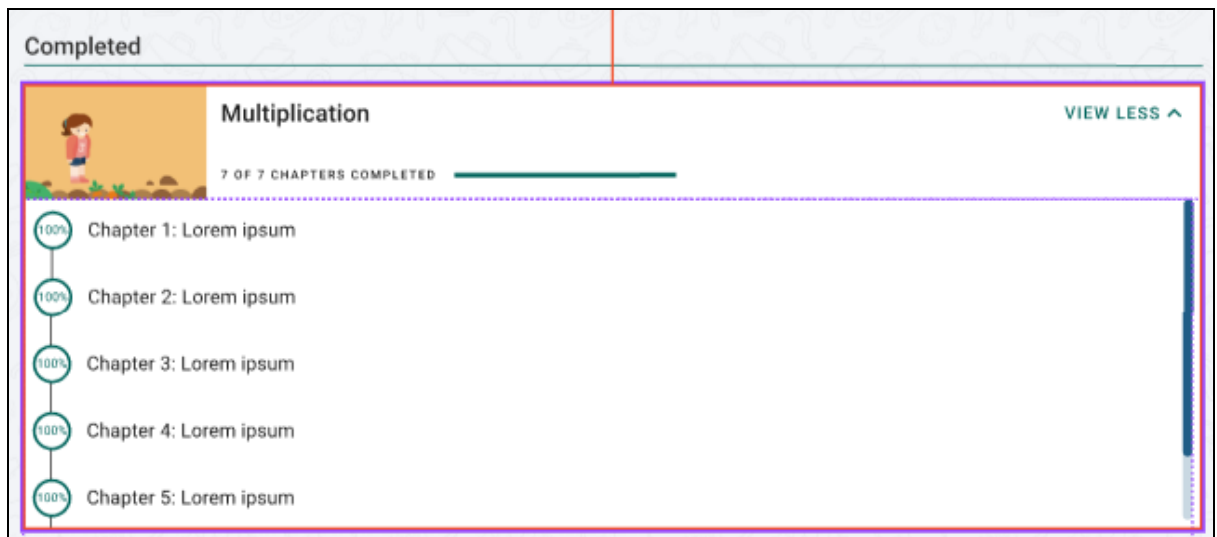 Completed
Multiplication
VIEW LESS
7 OF 7 CHAPTERS COMPLETED
100%
Chapter 1: Lorem ipsum
100%
Chapter 2: Lorem ipsum
100%
Chapter 3: Lorem ipsum
100%
Chapter 4: Lorem ipsum
100%
Chapter 5: Lorem ipsum